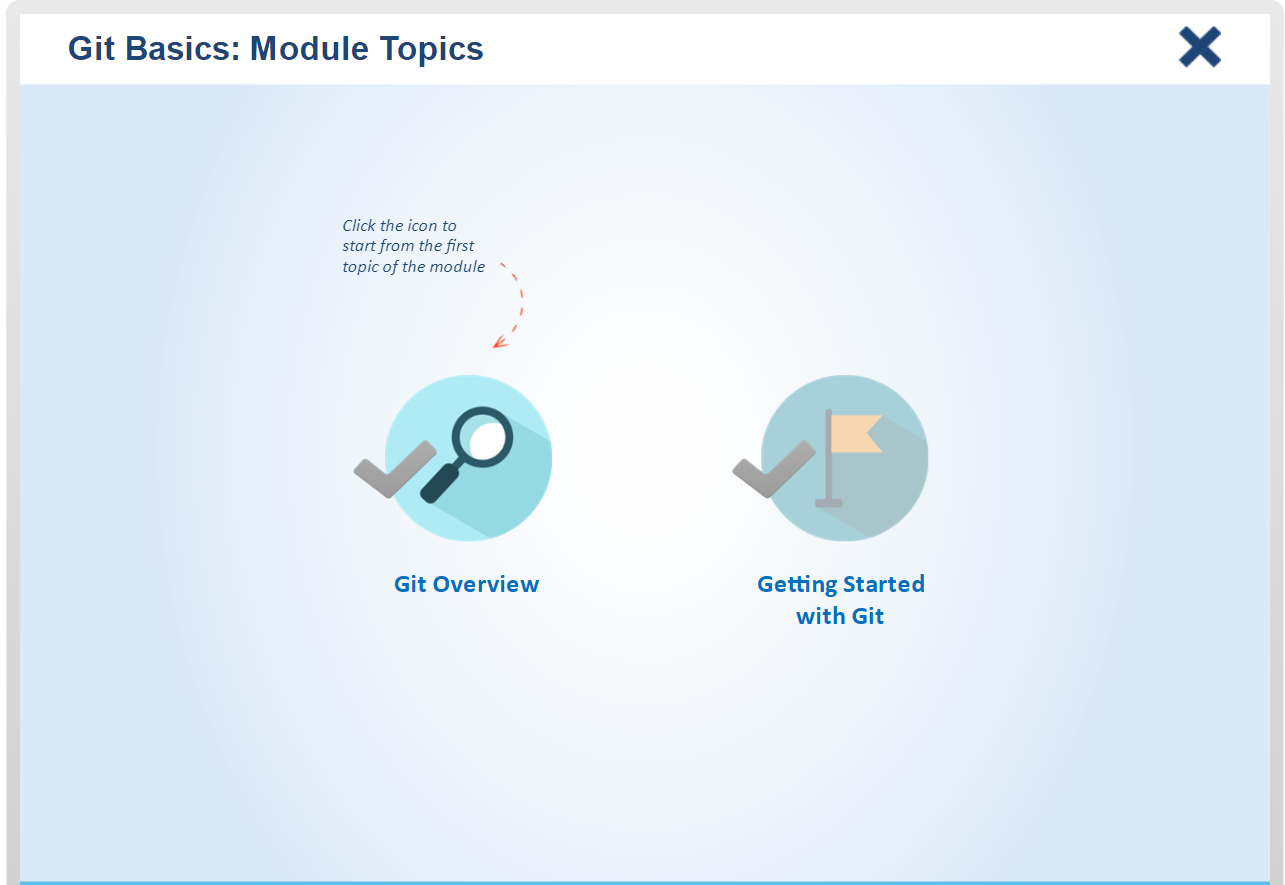 Git Basics: Module Topics
Click the icon to
start from the first
topic of the module
Git Overview
Getting Started
with Git